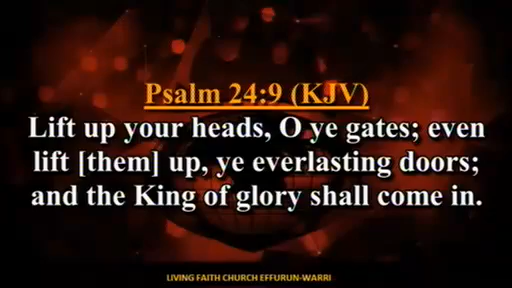 Psalm 24:9 (KJV)
Lift up your heads, O ye gates; even
lift [them] up, ye everlasting doors;
and the King of glory shall come in.
LIVING FAITH CHURCH EFFURUN-WARRI